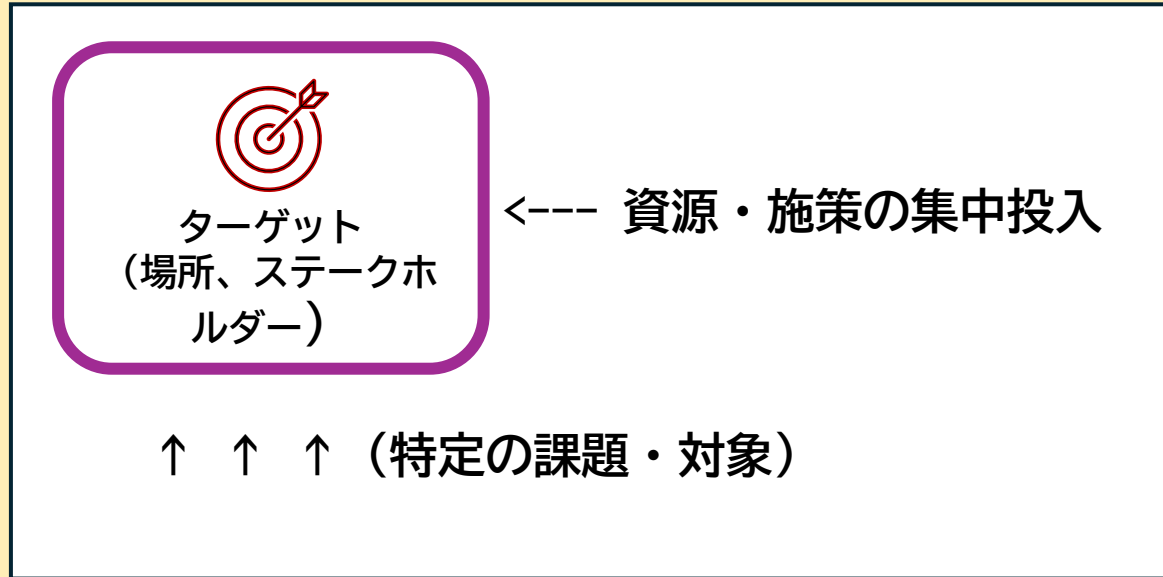 ターゲット
（場所、ステークホ
ルダー）
<--- 資源・施策の集中投入
↑ ↑ ↑（特定の課題・対象）